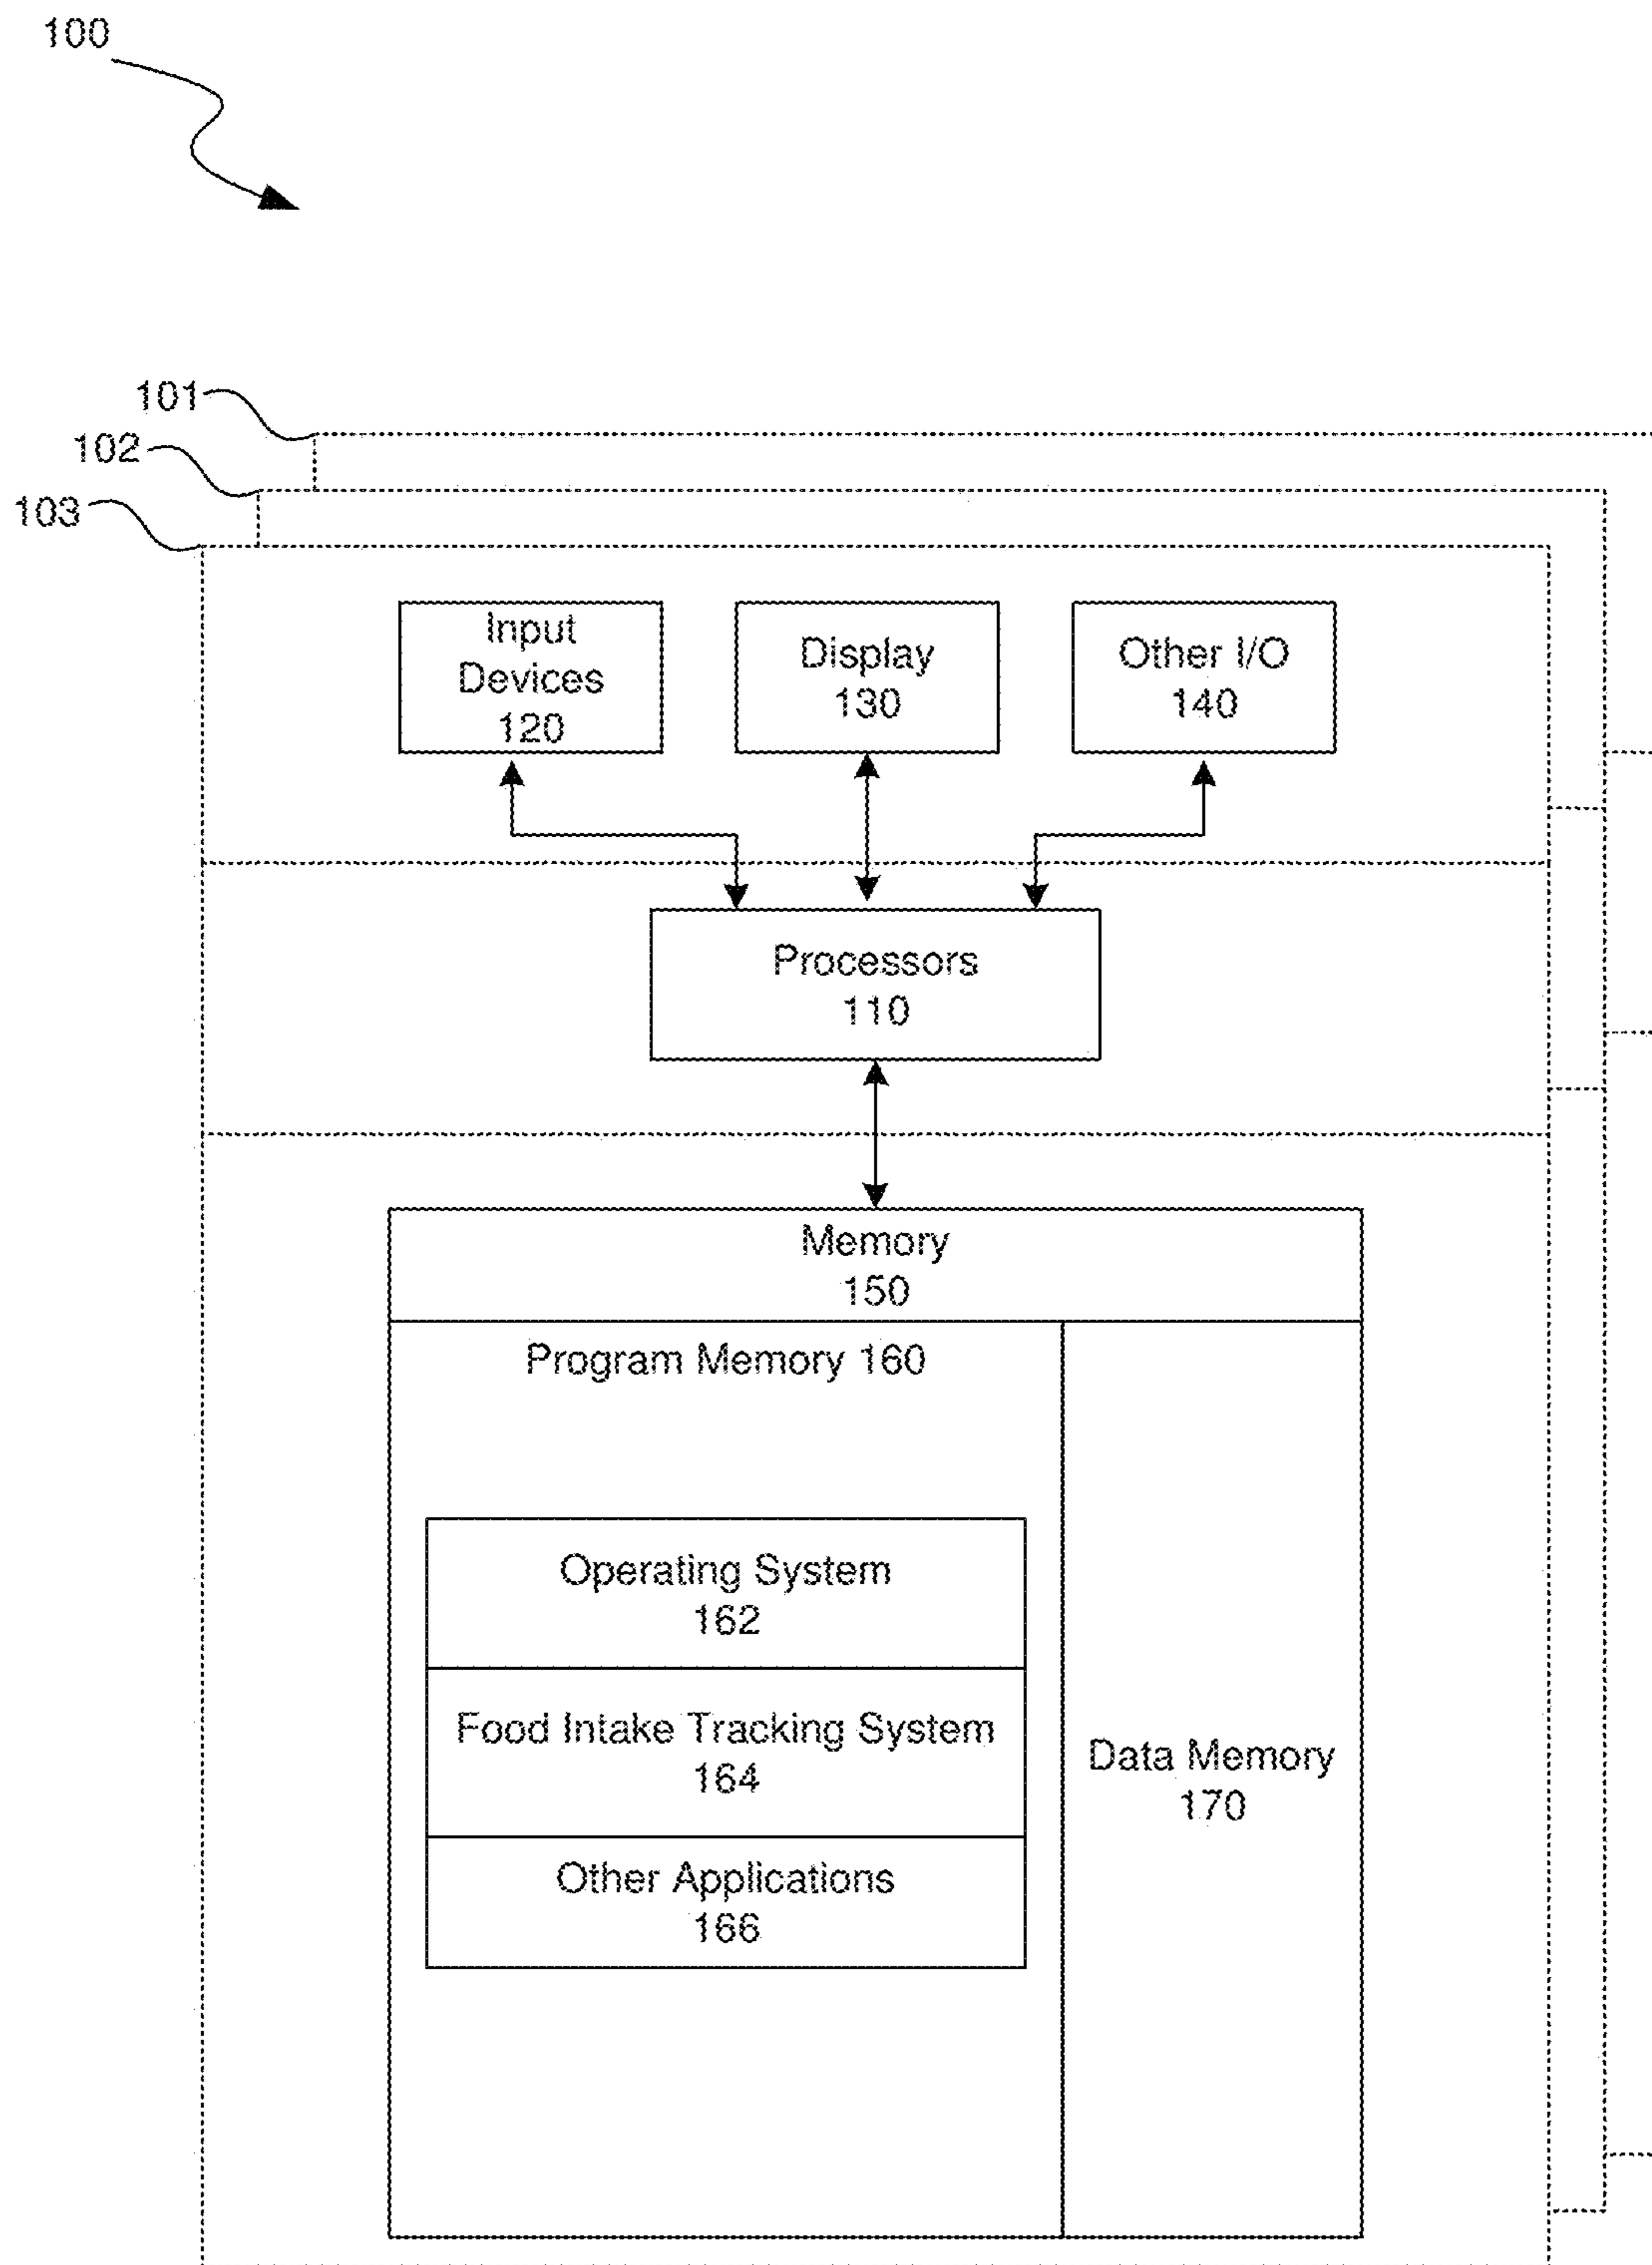 100
101
102
103
Input
Devices
120
Display
130
Other I/O
140
Processors
110
Memory
150
Program Memory 160
Operating System
162
Food Intake Tracking System
164
Other Applications
166
Data Memory
170